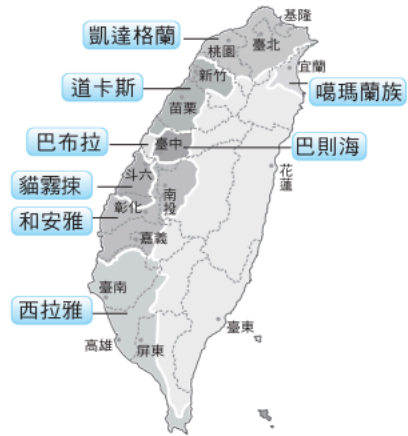 基隆
凱達格蘭
臺北
桃園
宜蘭
新竹
道卡斯
噶瑪蘭族
苗栗
巴布拉
臺中
巴則海
斗六
花蓮
貓霧捒
南投
彰化
和安雅
嘉義
臺南
西拉雅
臺東
高雄
屏東